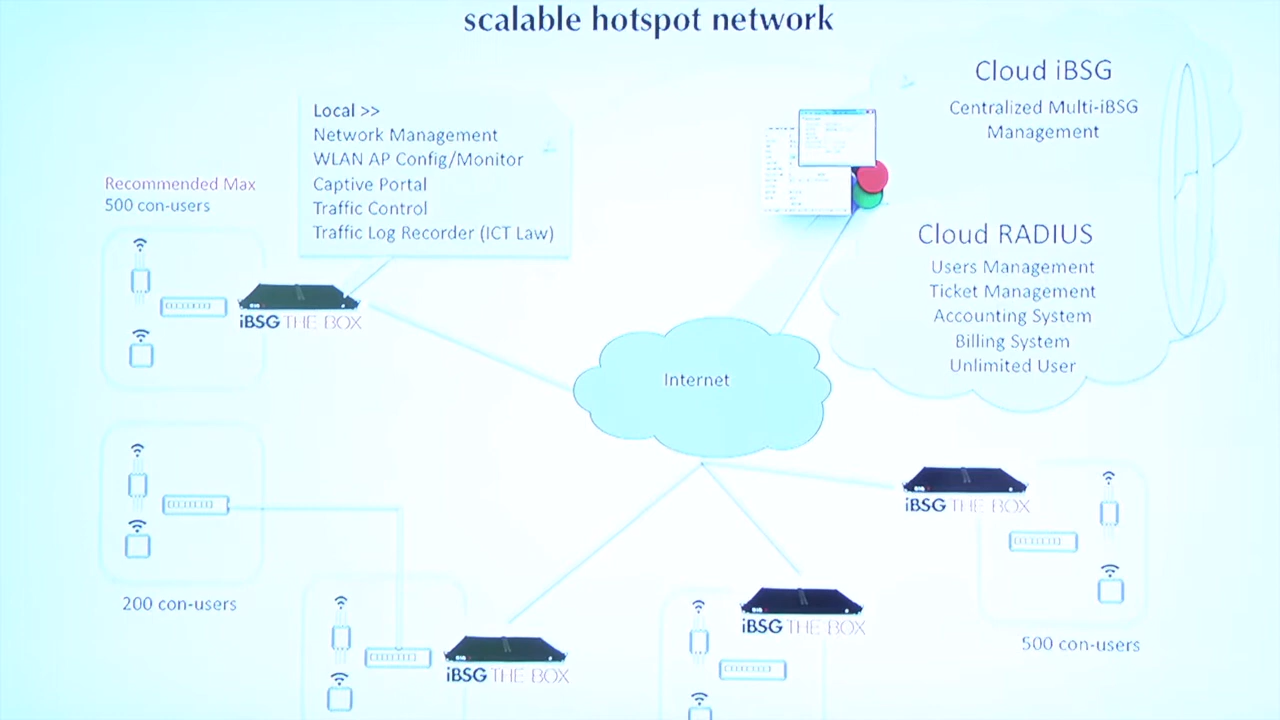 scalable hotspot network
Local >>
Network Management
WLAN AP Config/Monitor
Captive Portal
Traffic Control
Traffic Log Recorder (ICT Law)
Recommended Max
500 con-users
iBSG THE BOX
Cloud iBSG
Centralized Multi-iBSG
Management
Cloud RADIUS
Users Management
Ticket Management
Accounting System
Billing System
Unlimited User
Internet
200 con-users
iBSG THE BOX
iBSG THE BOX
iBSG THE BOX
500 con-users